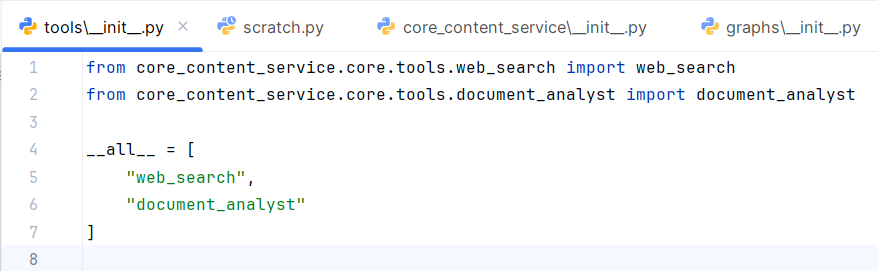 tools\__init__.py scratch.py core_content_service\__init__.py graphs\__init__.py
1 from core_content_service.core.tools.web_search import web_search
2 from core_content_service.core.tools.document_analyst import document_analyst
3
4 __all__ = [
5     "web_search",
6     "document_analyst"
7 ]
8